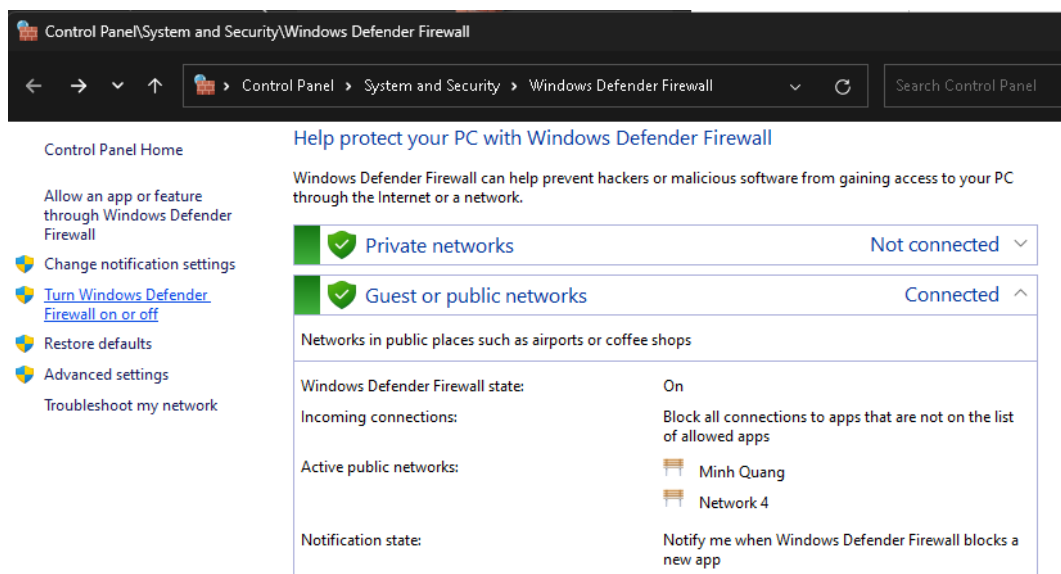 Control Panel\System and Security\Windows Defender Firewall
Control Panel > System and Security > Windows Defender Firewall
Search Control Panel
Control Panel Home
Allow an app or feature
through Windows Defender
Firewall
Change notification settings
Turn Windows Defender
Firewall on or off
Restore defaults
Advanced settings
Troubleshoot my network
Help protect your PC with Windows Defender Firewall
Windows Defender Firewall can help prevent hackers or malicious software from gaining access to your PC
through the Internet or a network.
Private networks Not connected
Guest or public networks Connected
Networks in public places such as airports or coffee shops
Windows Defender Firewall state: On
Incoming connections: Block all connections to apps that are not on the list
of allowed apps
Active public networks: Minh Quang
Network 4
Notification state: Notify me when Windows Defender Firewall blocks a
new app